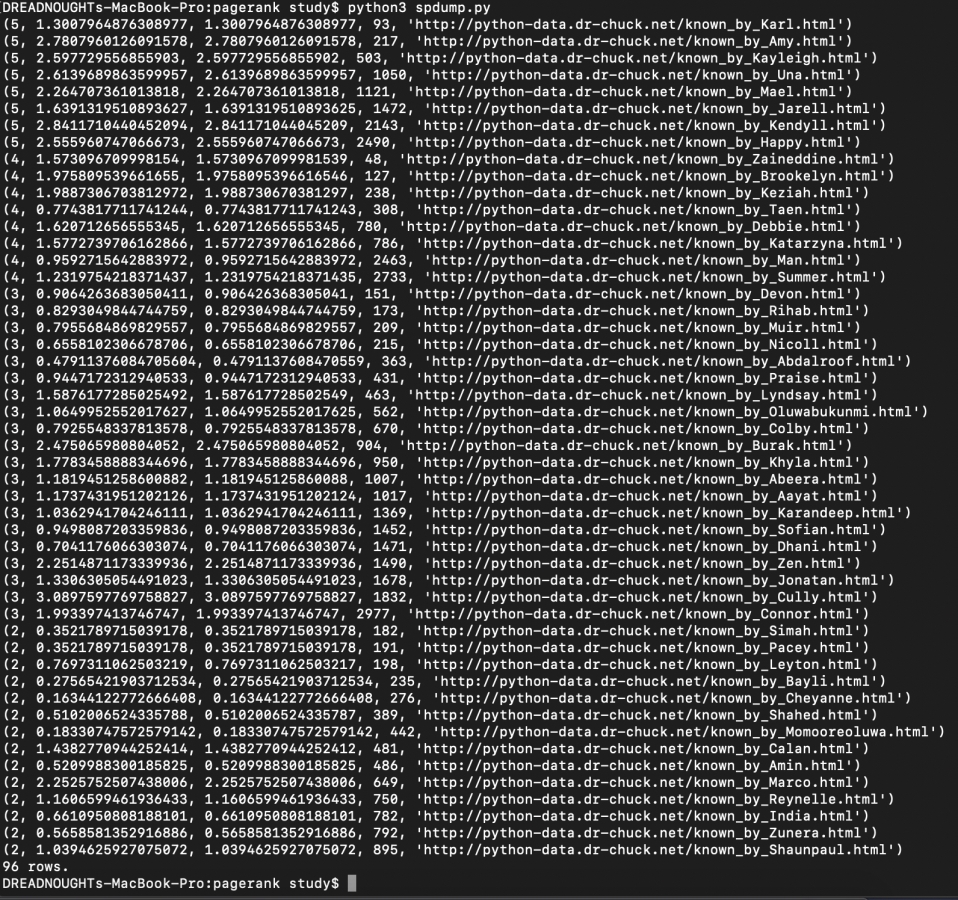 DREADNOUGHTs-MacBook-Pro:pagerank study$ python3 spdump.py
(5, 1.3007964876308977, 1.3007964876308977, 93, 'http://python-data.dr-chuck.net/known_by_Karl.html')
(5, 2.7807960126091578, 2.7807960126091578, 217, 'http://python-data.dr-chuck.net/known_by_Amy.html')
(5, 2.597729556855903, 2.597729556855902, 503, 'http://python-data.dr-chuck.net/known_by_Kayleigh.html')
(5, 2.6139689863599957, 2.6139689863599957, 1050, 'http://python-data.dr-chuck.net/known_by_Una.html')
(5, 2.264707361013818, 2.264707361013818, 1121, 'http://python-data.dr-chuck.net/known_by_Mael.html')
(5, 1.6391319510893627, 1.6391319510893625, 1472, 'http://python-data.dr-chuck.net/known_by_Jarell.html')
(5, 2.8411710440452094, 2.841171044045209, 2143, 'http://python-data.dr-chuck.net/known_by_Kendyll.html')
(5, 2.555960747066673, 2.555960747066673, 2490, 'http://python-data.dr-chuck.net/known_by_Happy.html')
(4, 1.573096709998154, 1.5730967099981539, 48, 'http://python-data.dr-chuck.net/known_by_Zaineddine.html')
(4, 1.975809539661655, 1.9758095396616546, 127, 'http://python-data.dr-chuck.net/known_by_Brookelyn.html')
(4, 1.9887306703812972, 1.988730670381297, 238, 'http://python-data.dr-chuck.net/known_by_Keziah.html')
(4, 0.7743817711741244, 0.7743817711741243, 308, 'http://python-data.dr-chuck.net/known_by_Taen.html')
(4, 1.620712656555345, 1.620712656555345, 780, 'http://python-data.dr-chuck.net/known_by_Debbie.html')
(4, 1.5772739706162866, 1.5772739706162866, 786, 'http://python-data.dr-chuck.net/known_by_Katarzyna.html')
(4, 0.9592715642883972, 0.9592715642883972, 2463, 'http://python-data.dr-chuck.net/known_by_Man.html')
(4, 1.2319754218371437, 1.2319754218371435, 2733, 'http://python-data.dr-chuck.net/known_by_Summer.html')
(3, 0.9064263683050411, 0.906426368305041, 151, 'http://python-data.dr-chuck.net/known_by_Devon.html')
(3, 0.8293049844744759, 0.8293049844744759, 173, 'http://python-data.dr-chuck.net/known_by_Rihab.html')
(3, 0.7955684869829557, 0.7955684869829557, 209, 'http://python-data.dr-chuck.net/known_by_Muir.html')
(3, 0.6558102306678706, 0.6558102306678706, 215, 'http://python-data.dr-chuck.net/known_by_Nicoll.html')
(3, 0.47911376084705604, 0.4791137608470559, 363, 'http://python-data.dr-chuck.net/known_by_Abdalroof.html')
(3, 0.9447172312940533, 0.9447172312940533, 431, 'http://python-data.dr-chuck.net/known_by_Praise.html')
(3, 1.5876177285025492, 1.587617728502549, 463, 'http://python-data.dr-chuck.net/known_by_Lyndsay.html')
(3, 1.0649952552017627, 1.0649952552017625, 562, 'http://python-data.dr-chuck.net/known_by_Oluwabukunmi.html')
(3, 0.7925548337813578, 0.7925548337813578, 670, 'http://python-data.dr-chuck.net/known_by_Colby.html')
(3, 2.475065980804052, 2.475065980804052, 904, 'http://python-data.dr-chuck.net/known_by_Burak.html')
(3, 1.7783458888344696, 1.7783458888344696, 950, 'http://python-data.dr-chuck.net/known_by_Khyla.html')
(3, 1.1819451258600882, 1.181945125860088, 1007, 'http://python-data.dr-chuck.net/known_by_Abeera.html')
(3, 1.1737431951202126, 1.1737431951202124, 1017, 'http://python-data.dr-chuck.net/known_by_Aayat.html')
(3, 1.0362941704246111, 1.0362941704246111, 1369, 'http://python-data.dr-chuck.net/known_by_Karandeep.html')
(3, 0.9498087203359836, 0.9498087203359836, 1452, 'http://python-data.dr-chuck.net/known_by_Sofian.html')
(3, 0.7041176066303074, 0.7041176066303074, 1471, 'http://python-data.dr-chuck.net/known_by_Dhani.html')
(3, 2.2514871173339936, 2.2514871173339936, 1490, 'http://python-data.dr-chuck.net/known_by_Zen.html')
(3, 1.3306305054491023, 1.3306305054491023, 1678, 'http://python-data.dr-chuck.net/known_by_Jonatan.html')
(3, 3.0897597769758827, 3.0897597769758827, 1832, 'http://python-data.dr-chuck.net/known_by_Cully.html')
(3, 1.993397413746747, 1.993397413746747, 2977, 'http://python-data.dr-chuck.net/known_by_Connor.html')
(2, 0.3521789715039178, 0.3521789715039178, 182, 'http://python-data.dr-chuck.net/known_by_Simah.html')
(2, 0.3521789715039178, 0.3521789715039178, 191, 'http://python-data.dr-chuck.net/known_by_Pacey.html')
(2, 0.7697311062503219, 0.7697311062503217, 198, 'http://python-data.dr-chuck.net/known_by_Leyton.html')
(2, 0.27565421903712534, 0.27565421903712534, 235, 'http://python-data.dr-chuck.net/known_by_Bayli.html')
(2, 0.16344122772666408, 0.16344122772666408, 276, 'http://python-data.dr-chuck.net/known_by_Cheyanne.html')
(2, 0.5102006524335788, 0.5102006524335787, 389, 'http://python-data.dr-chuck.net/known_by_Shahed.html')
(2, 0.18330747572579142, 0.18330747572579142, 442, 'http://python-data.dr-chuck.net/known_by_Momooreoluwa.html')
(2, 1.4382770944252414, 1.4382770944252412, 481, 'http://python-data.dr-chuck.net/known_by_Calan.html')
(2, 0.5209988300185825, 0.5209988300185825, 486, 'http://python-data.dr-chuck.net/known_by_Amin.html')
(2, 2.2525752507438006, 2.2525752507438006, 649, 'http://python-data.dr-chuck.net/known_by_Marco.html')
(2, 1.1606599461936433, 1.1606599461936433, 750, 'http://python-data.dr-chuck.net/known_by_Reynelle.html')
(2, 0.6610950808188101, 0.6610950808188101, 782, 'http://python-data.dr-chuck.net/known_by_India.html')
(2, 0.5658581352916886, 0.5658581352916886, 792, 'http://python-data.dr-chuck.net/known_by_Zunera.html')
(2, 1.0394625927075072, 1.0394625927075072, 895, 'http://python-data.dr-chuck.net/known_by_Shaunpaul.html')
96 rows.
DREADNOUGHTs-MacBook-Pro:pagerank study$